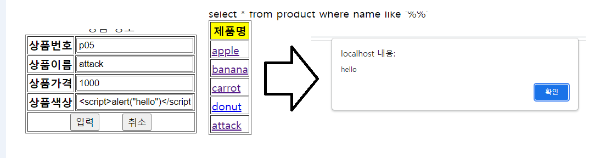 select * from product where name like '%%'
상품번호 p05
상품이름 attack
상품가격 1000
상품색상 <script>alert("hello")</script
입력 취소
제품명
apple
banana
carrot
donut
attack
localhost 내용:
hello
확인